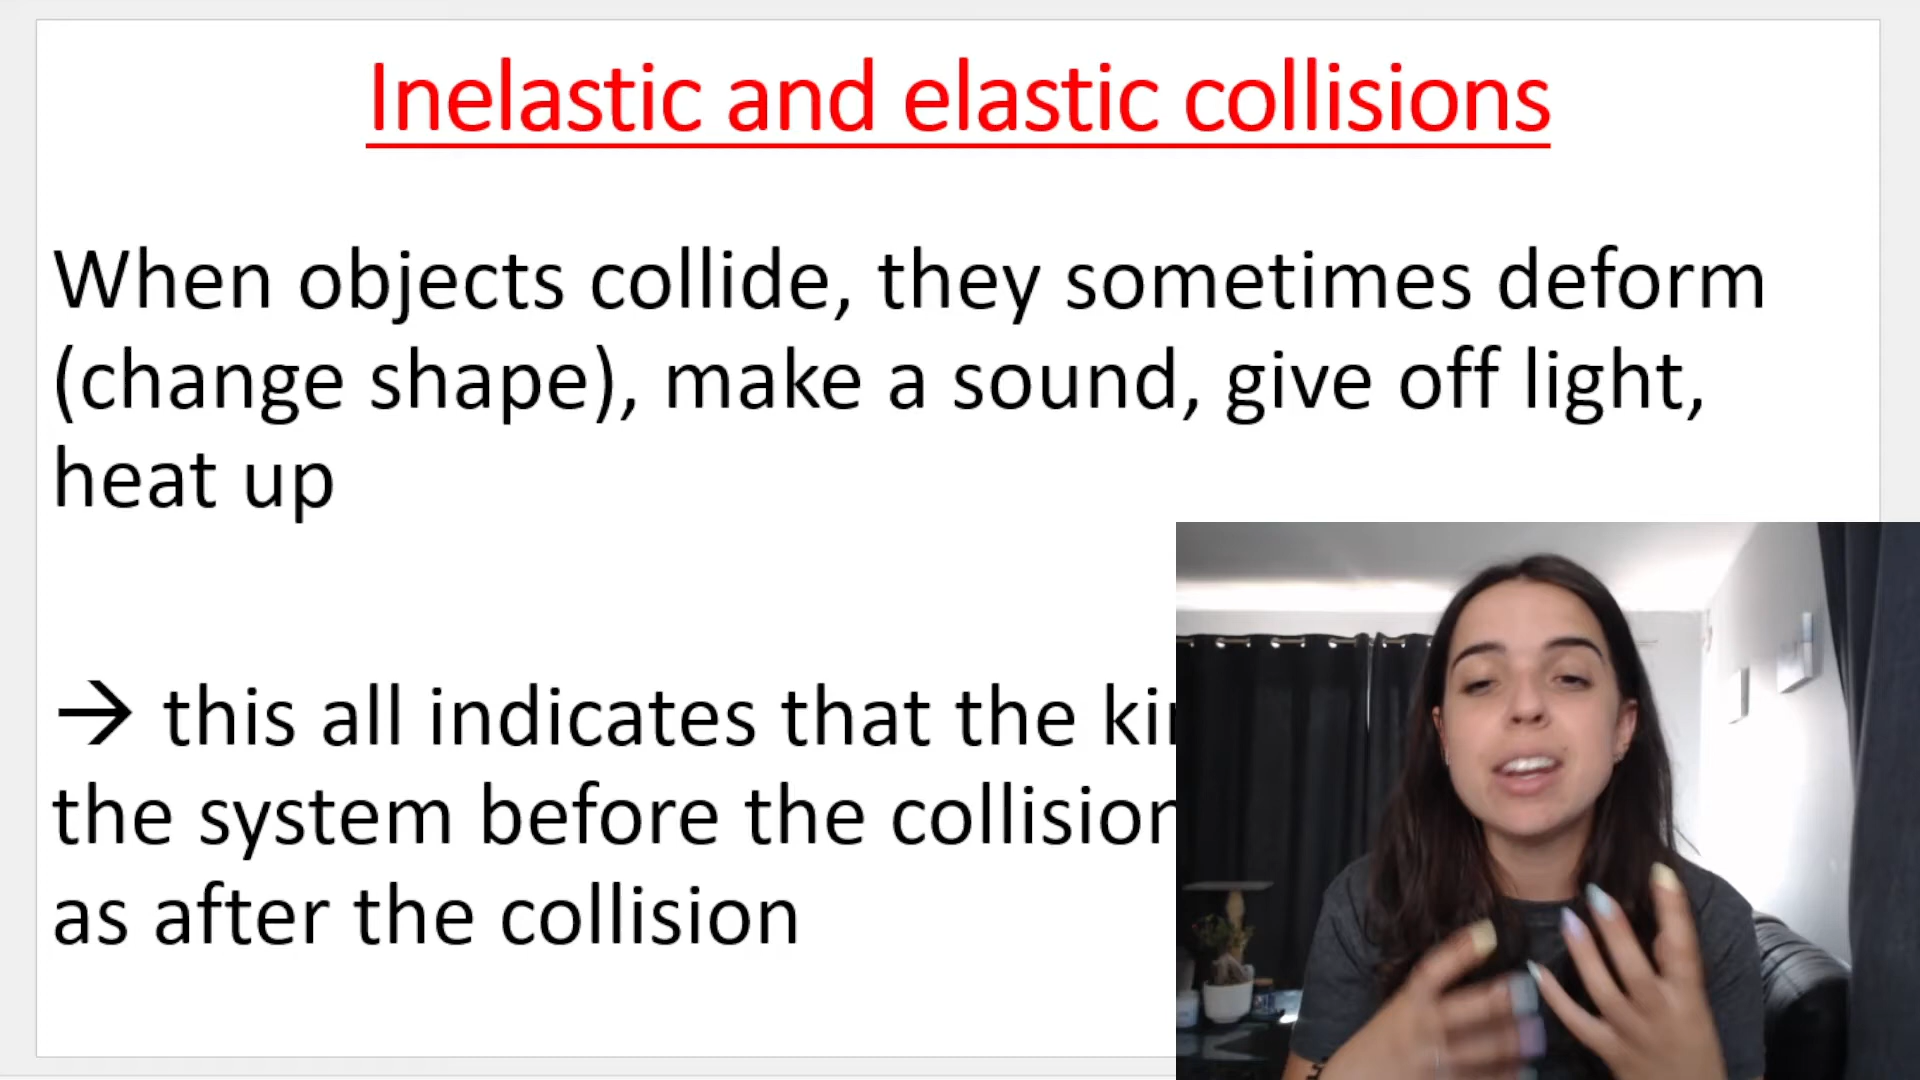 Inelastic and elastic collisions
When objects collide, they sometimes deform
(change shape), make a sound, give off light,
heat up
→ this all indicates that the
the system before the collision
as after the collision